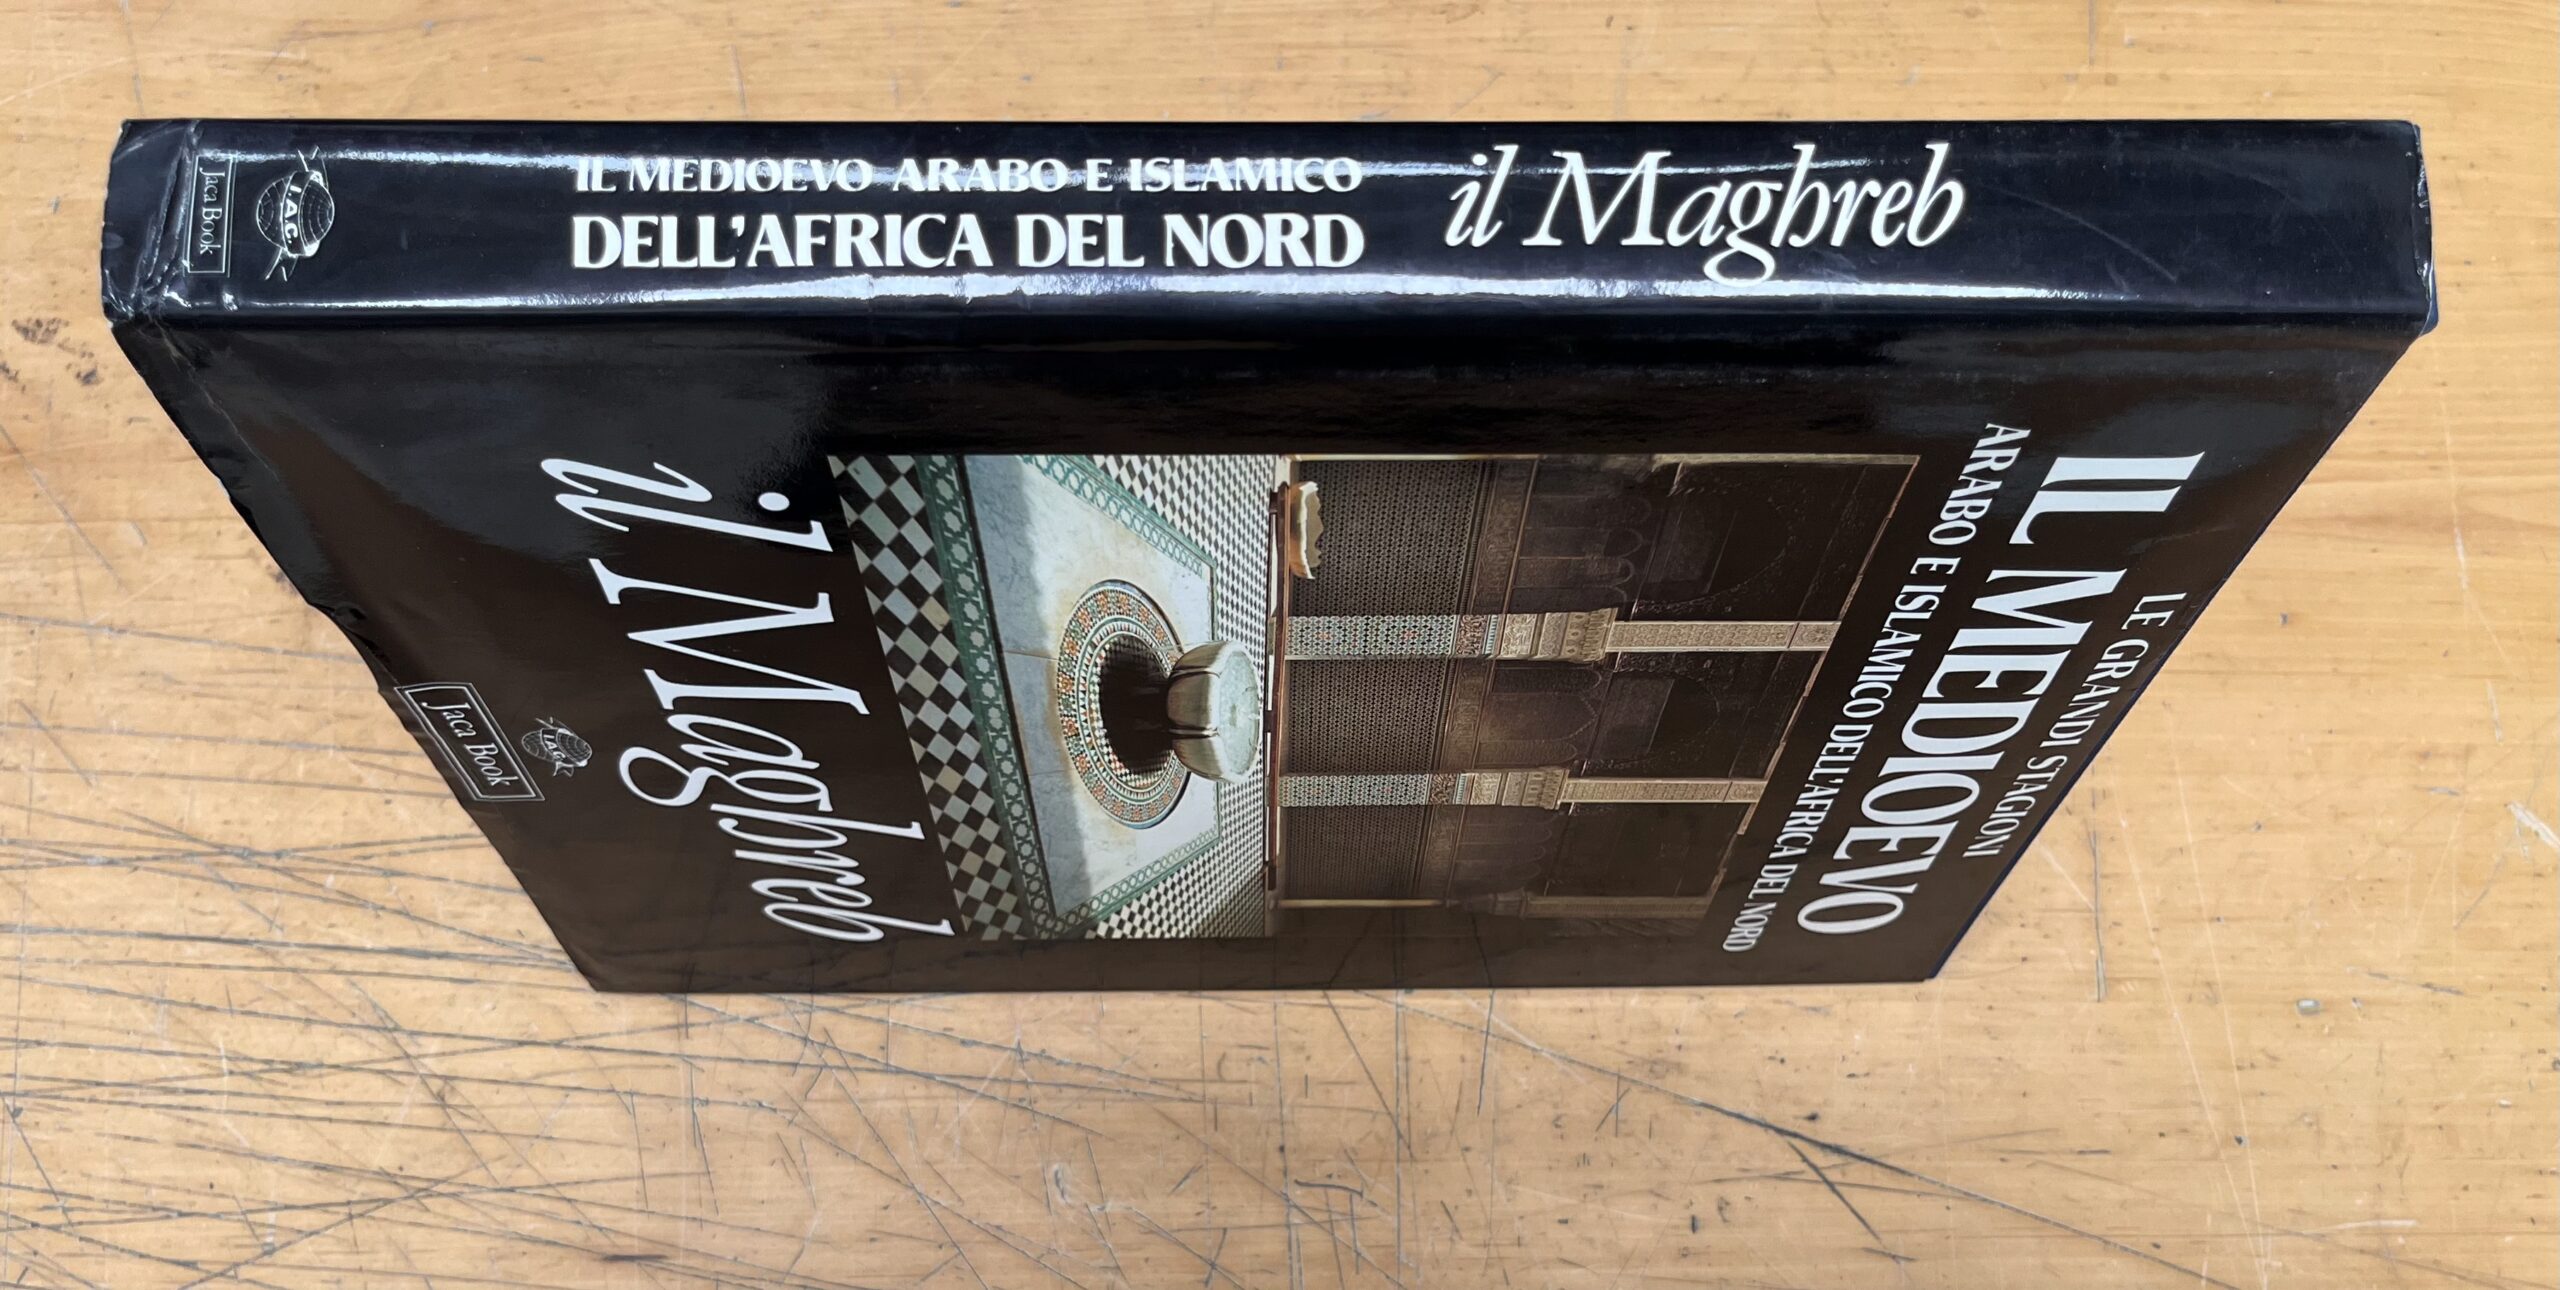 IL MEDIOEVO ARABO E ISLAMICO
DELL'AFRICA DEL NORD
il Maghreb
I.A.C.
Jaca Book
LE GRANDI STAGIONI
IL MEDIOEVO
ARABO E ISLAMICO DELL'AFRICA DEL NORD
il Maghreb
I.A.C.
Jaca Book